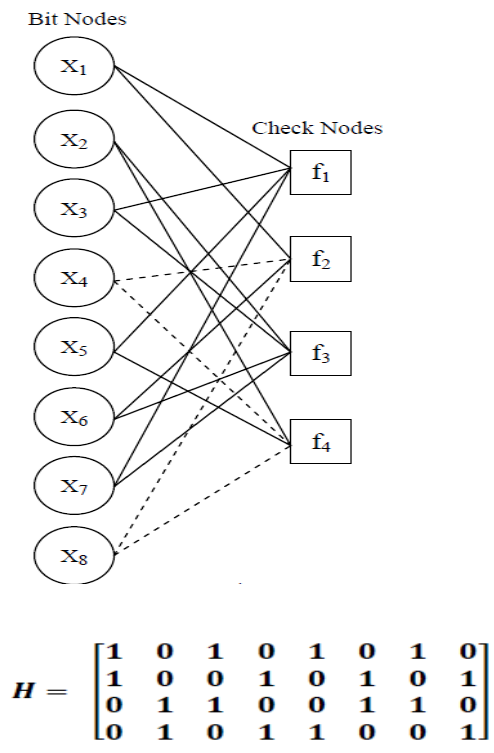 Bit Nodes
X₁
X₂
Check Nodes
f₁
X₃
f₂
X₄
X₅
f₃
X₆
f₄
X₇
X₈
H = [1 0 1 0 1 0 1 0
1 0 0 1 0 1 0 1
0 1 1 0 0 1 1 0
0 1 0 1 1 0 0 1]